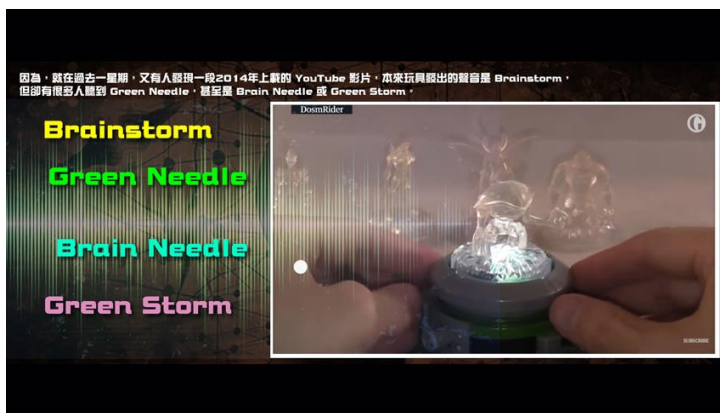 因為，就在過去一星期，又有人發現一段2014年上載的 YouTube 影片，本來玩具發出的聲音是 Brainstorm，
但卻有很多人聽到 Green Needle，甚至是 Brain Needle 或 Green Storm。
DosmRider
Brainstorm
Green Needle
Brain Needle
Green Storm
SUBSCRIBE